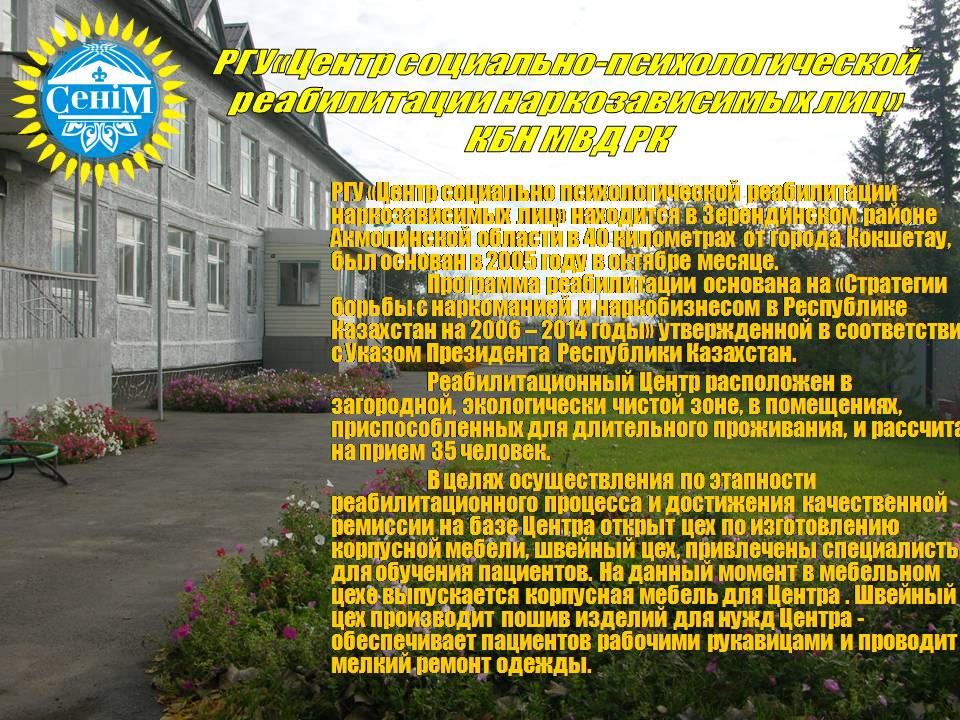 СеніМ
РГУ«Центр социально-психологической
реабилитации наркозависимых лиц»
КБН МВД РК
РГУ «Центр социально психологической реабилитации
наркозависимых лиц» находится в Зерендинском районе
Акмолинской области в 40 километрах от города Кокшетау,
был основан в 2005 году в октябре месяце.
Программа реабилитации основана на «Стратегии
борьбы с наркоманией и наркобизнесом в Республике
Казахстан на 2006 – 2014 годы» утвержденной в соответстви
с Указом Президента Республики Казахстан.
Реабилитационный Центр расположен в
загородной, экологически чистой зоне, в помещениях,
приспособленных для длительного проживания, и рассчита
на прием 35 человек.
В целях осуществления по этапности
реабилитационного процесса и достижения качественной
ремиссии на базе Центра открыт цех по изготовлению
корпусной мебели, швейный цех, привлечены специалисты
для обучения пациентов. На данный момент в мебельном
цехе выпускается корпусная мебель для Центра . Швейный
цех производит пошив изделий для нужд Центра -
обеспечивает пациентов рабочими рукавицами и проводит
мелкий ремонт одежды.